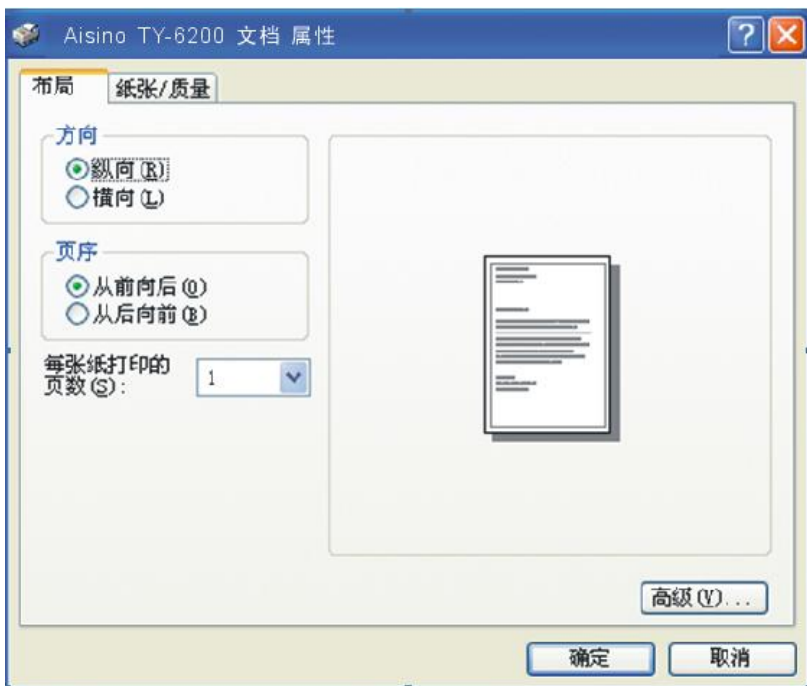 Aisino TY-6200 文档 属性
布局
纸张/质量
方向
纵向(R)
横向(L)
页序
从前向后(O)
从后向前(B)
每张纸打印的
页数(S):
1
高级(V)...
确定
取消